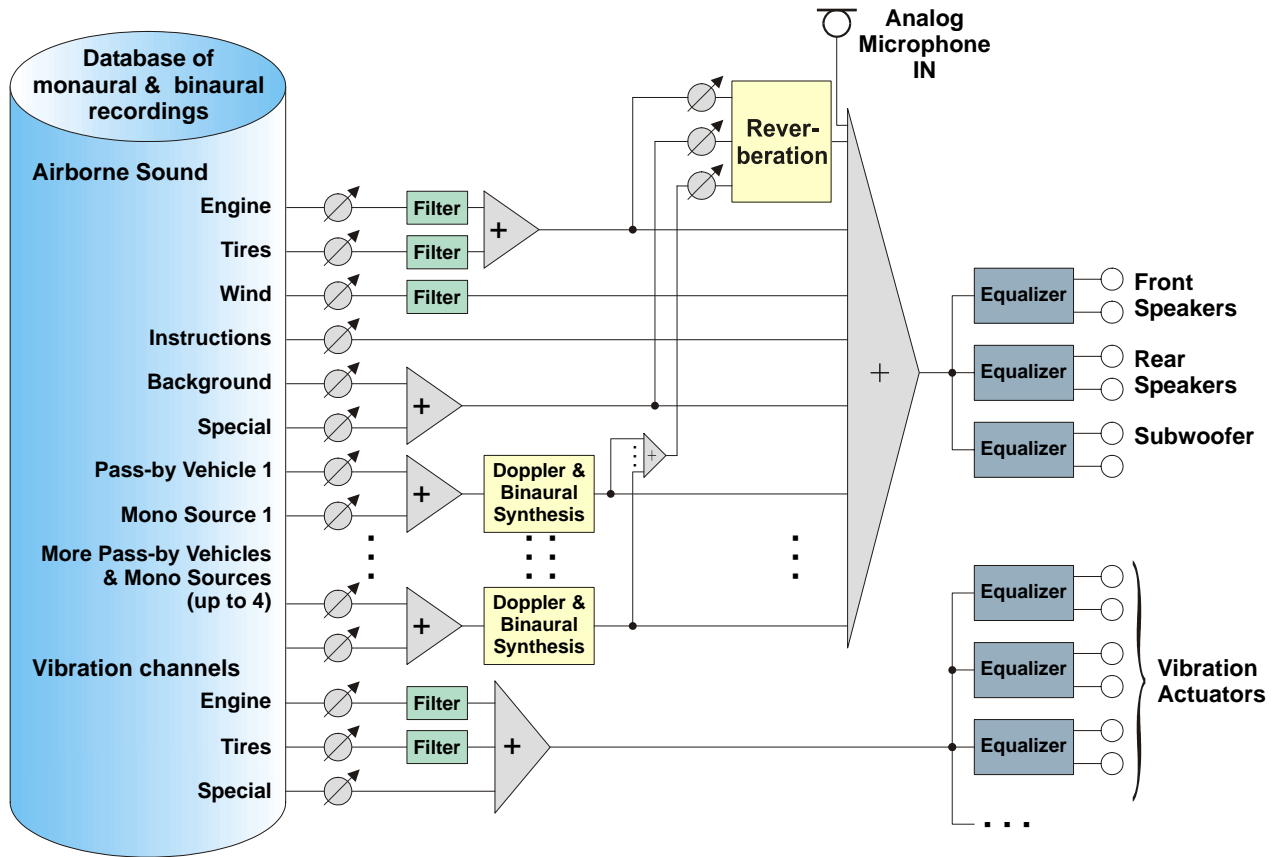 Database of
monaural & binaural
recordings
Airborne Sound
Engine
Tires
Wind
Instructions
Background
Special
Pass-by Vehicle 1
Mono Source 1
More Pass-by Vehicles
& Mono Sources
(up to 4)
Vibration channels
Engine
Tires
Special
Filter
Filter
Filter
+
+
+
+
Filter
Filter
+
Doppler &
Binaural
Synthesis
Doppler &
Binaural
Synthesis
+
Rever-
beration
Analog
Microphone
IN
+
Equalizer
Front
Speakers
Equalizer
Rear
Speakers
Equalizer
Subwoofer
Equalizer
Equalizer
Equalizer
Vibration
Actuators
. . .